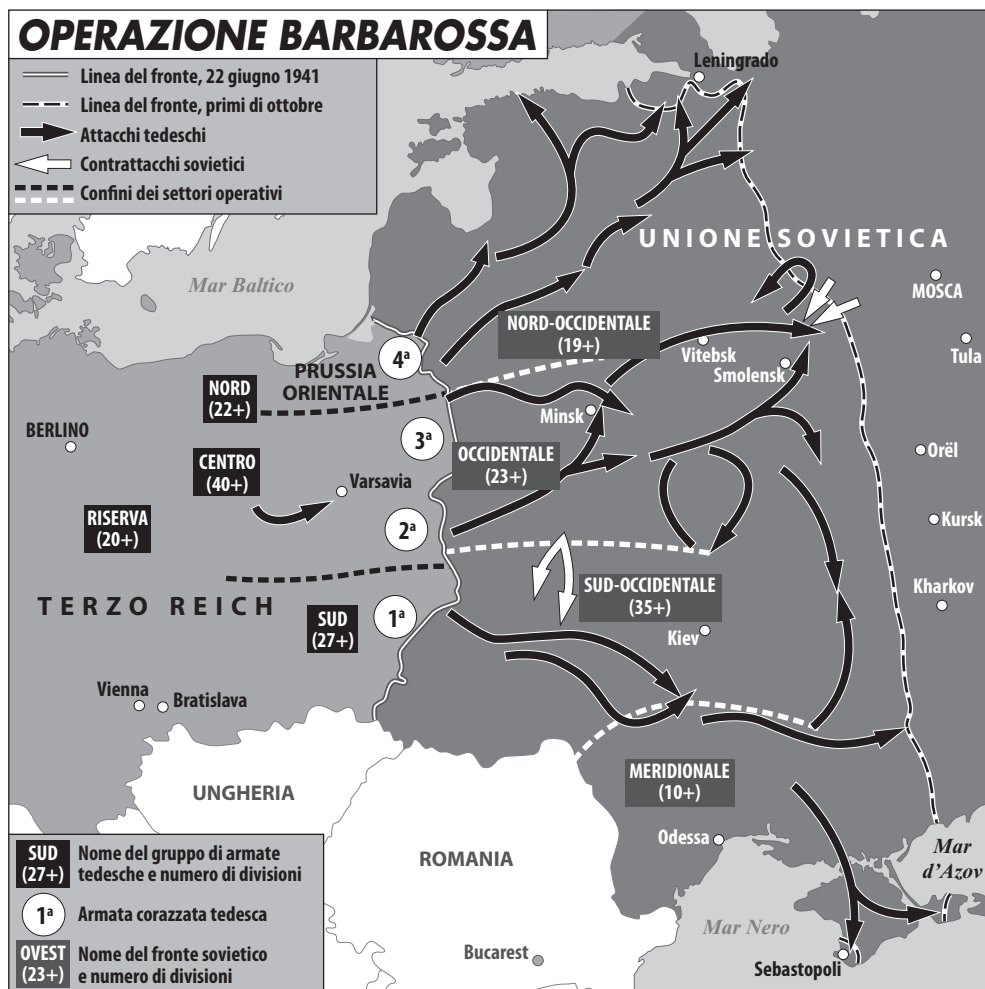 OPERAZIONE BARBAROSSA
Linea del fronte, 22 giugno 1941
Linea del fronte, primi di ottobre
Attacchi tedeschi
Contrattacchi sovietici
Confini dei settori operativi
Leningrado
UNIONE SOVIETICA
Mar Baltico
MOSCA
NORD-OCCIDENTALE
(19+)
Vitebsk
Smolensk
Tula
4ª
PRUSSIA
ORIENTALE
NORD
(22+)
Minsk
BERLINO
3ª
OCCIDENTALE
(23+)
Orël
CENTRO
(40+)
Varsavia
RISERVA
(20+)
2ª
Kursk
SUD-OCCIDENTALE
(35+)
Kharkov
TERZO REICH
SUD
(27+)
1ª
Kiev
Vienna
Bratislava
UNGHERIA
MERIDIONALE
(10+)
Odessa
ROMANIA
Mar
d'Azov
Mar Nero
Bucarest
Sebastopoli
SUD
(27+)
Nome del gruppo di armate
tedesche e numero di divisioni
1ª
Armata corazzata tedesca
OVEST
(23+)
Nome del fronte sovietico
e numero di divisioni